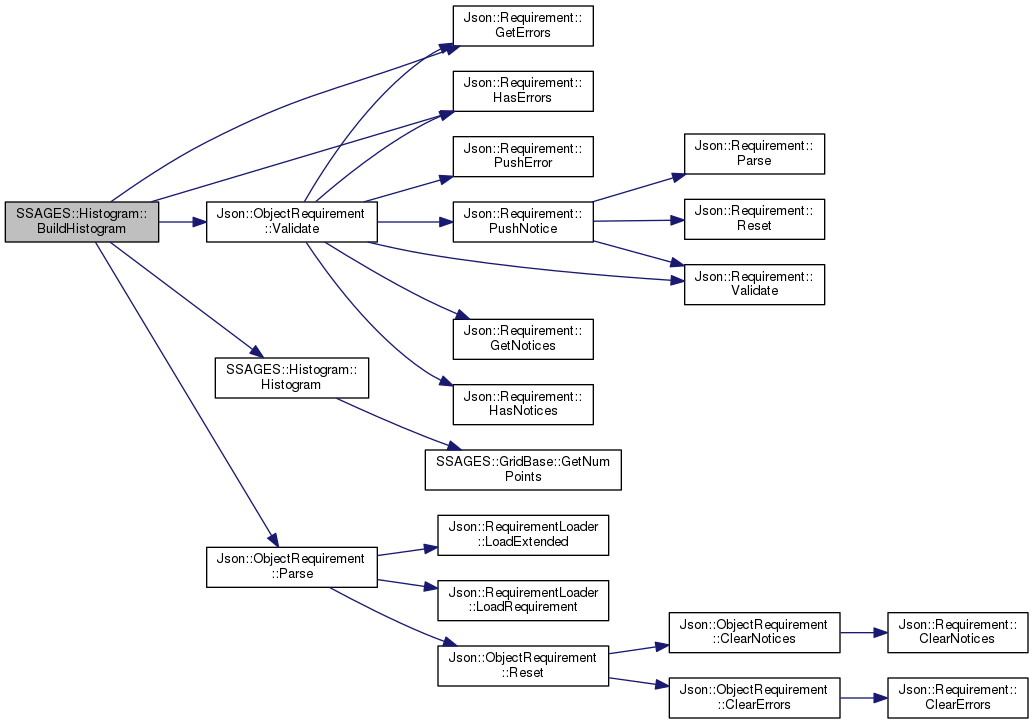 Json::Requirement::
GetErrors
Json::Requirement::
HasErrors
Json::Requirement::
PushError
Json::Requirement::
Parse
SSAGES::Histogram::
BuildHistogram
Json::ObjectRequirement
::Validate
Json::Requirement::
PushNotice
Json::Requirement::
Reset
Json::Requirement::
Validate
Json::Requirement::
GetNotices
SSAGES::Histogram::
Histogram
Json::Requirement::
HasNotices
SSAGES::GridBase::GetNum
Points
Json::RequirementLoader
::LoadExtended
Json::ObjectRequirement
::Parse
Json::RequirementLoader
::LoadRequirement
Json::ObjectRequirement
::Reset
Json::ObjectRequirement
::ClearNotices
Json::Requirement::
ClearNotices
Json::ObjectRequirement
::ClearErrors
Json::Requirement::
ClearErrors